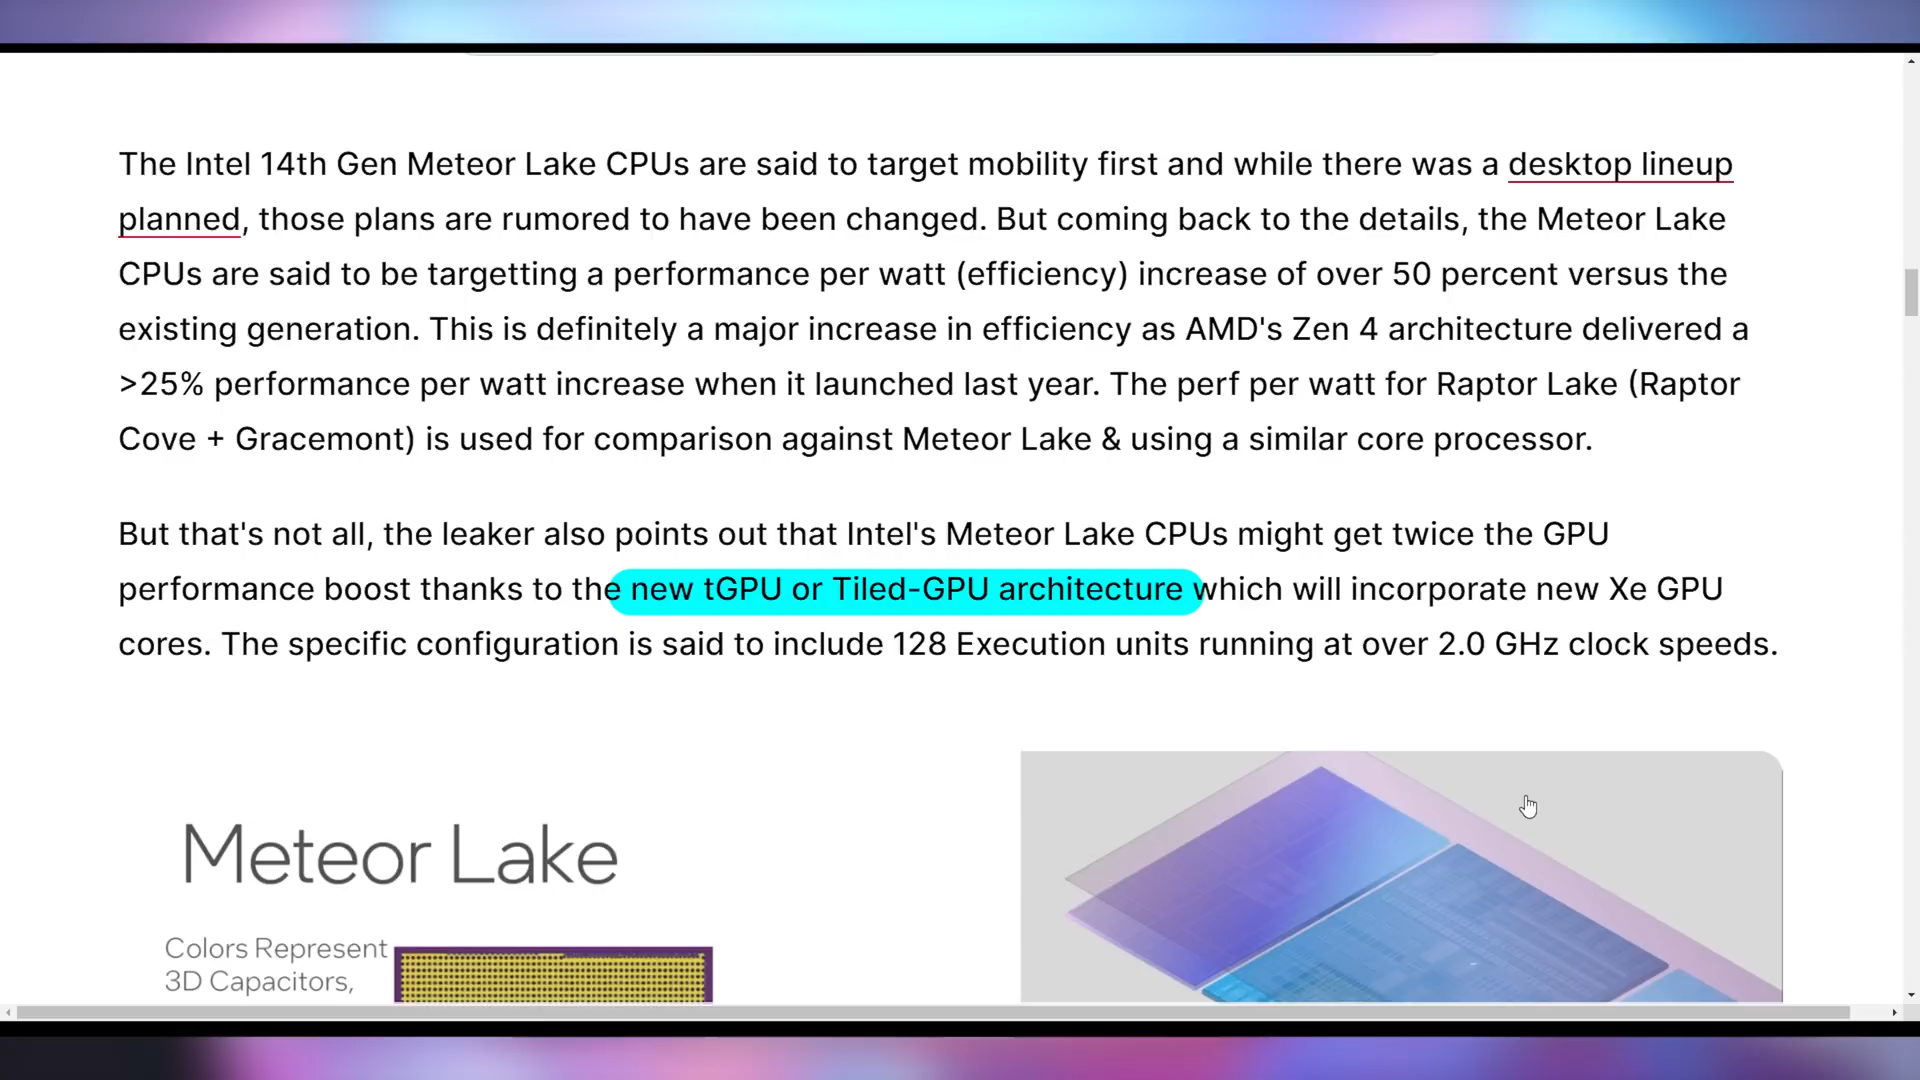 The Intel 14th Gen Meteor Lake CPUs are said to target mobility first and while there was a desktop lineup
planned, those plans are rumored to have been changed. But coming back to the details, the Meteor Lake
CPUs are said to be targetting a performance per watt (efficiency) increase of over 50 percent versus the
existing generation. This is definitely a major increase in efficiency as AMD's Zen 4 architecture delivered a
>25% performance per watt increase when it launched last year. The perf per watt for Raptor Lake (Raptor
Cove + Gracemont) is used for comparison against Meteor Lake & using a similar core processor.
But that's not all, the leaker also points out that Intel's Meteor Lake CPUs might get twice the GPU
performance boost thanks to the new tGPU or Tiled-GPU architecture which will incorporate new Xe GPU
cores. The specific configuration is said to include 128 Execution units running at over 2.0 GHz clock speeds.
Meteor Lake
Colors Represent
3D Capacitors,